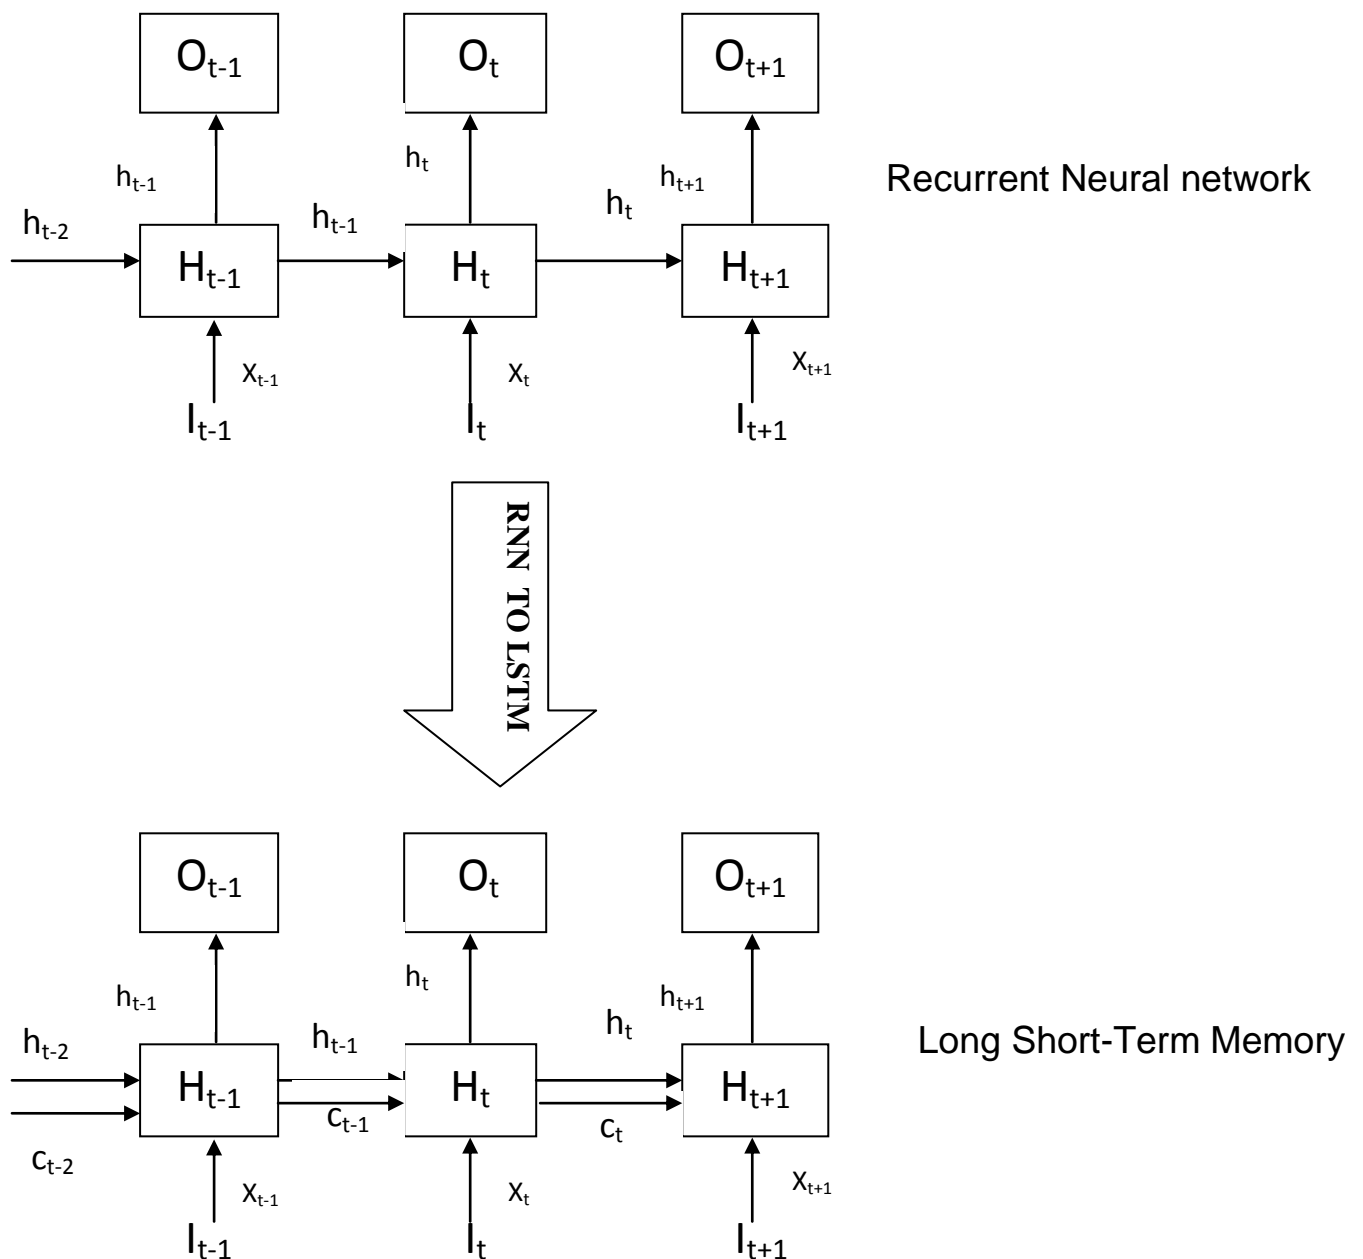 O_{t-1} O_t O_{t+1}
h_{t-1} h_t h_{t+1}
h_{t-2} h_{t-1} h_t
H_{t-1} H_t H_{t+1}
Recurrent Neural network
X_{t-1} X_t X_{t+1}
I_{t-1} I_t I_{t+1}
RNN TO LSTM
O_{t-1} O_t O_{t+1}
h_{t-1} h_t h_{t+1}
h_{t-2} h_{t-1} h_t
H_{t-1} H_t H_{t+1}
Long Short-Term Memory
c_{t-2} c_{t-1} c_t
X_{t-1} X_t X_{t+1}
I_{t-1} I_t I_{t+1}